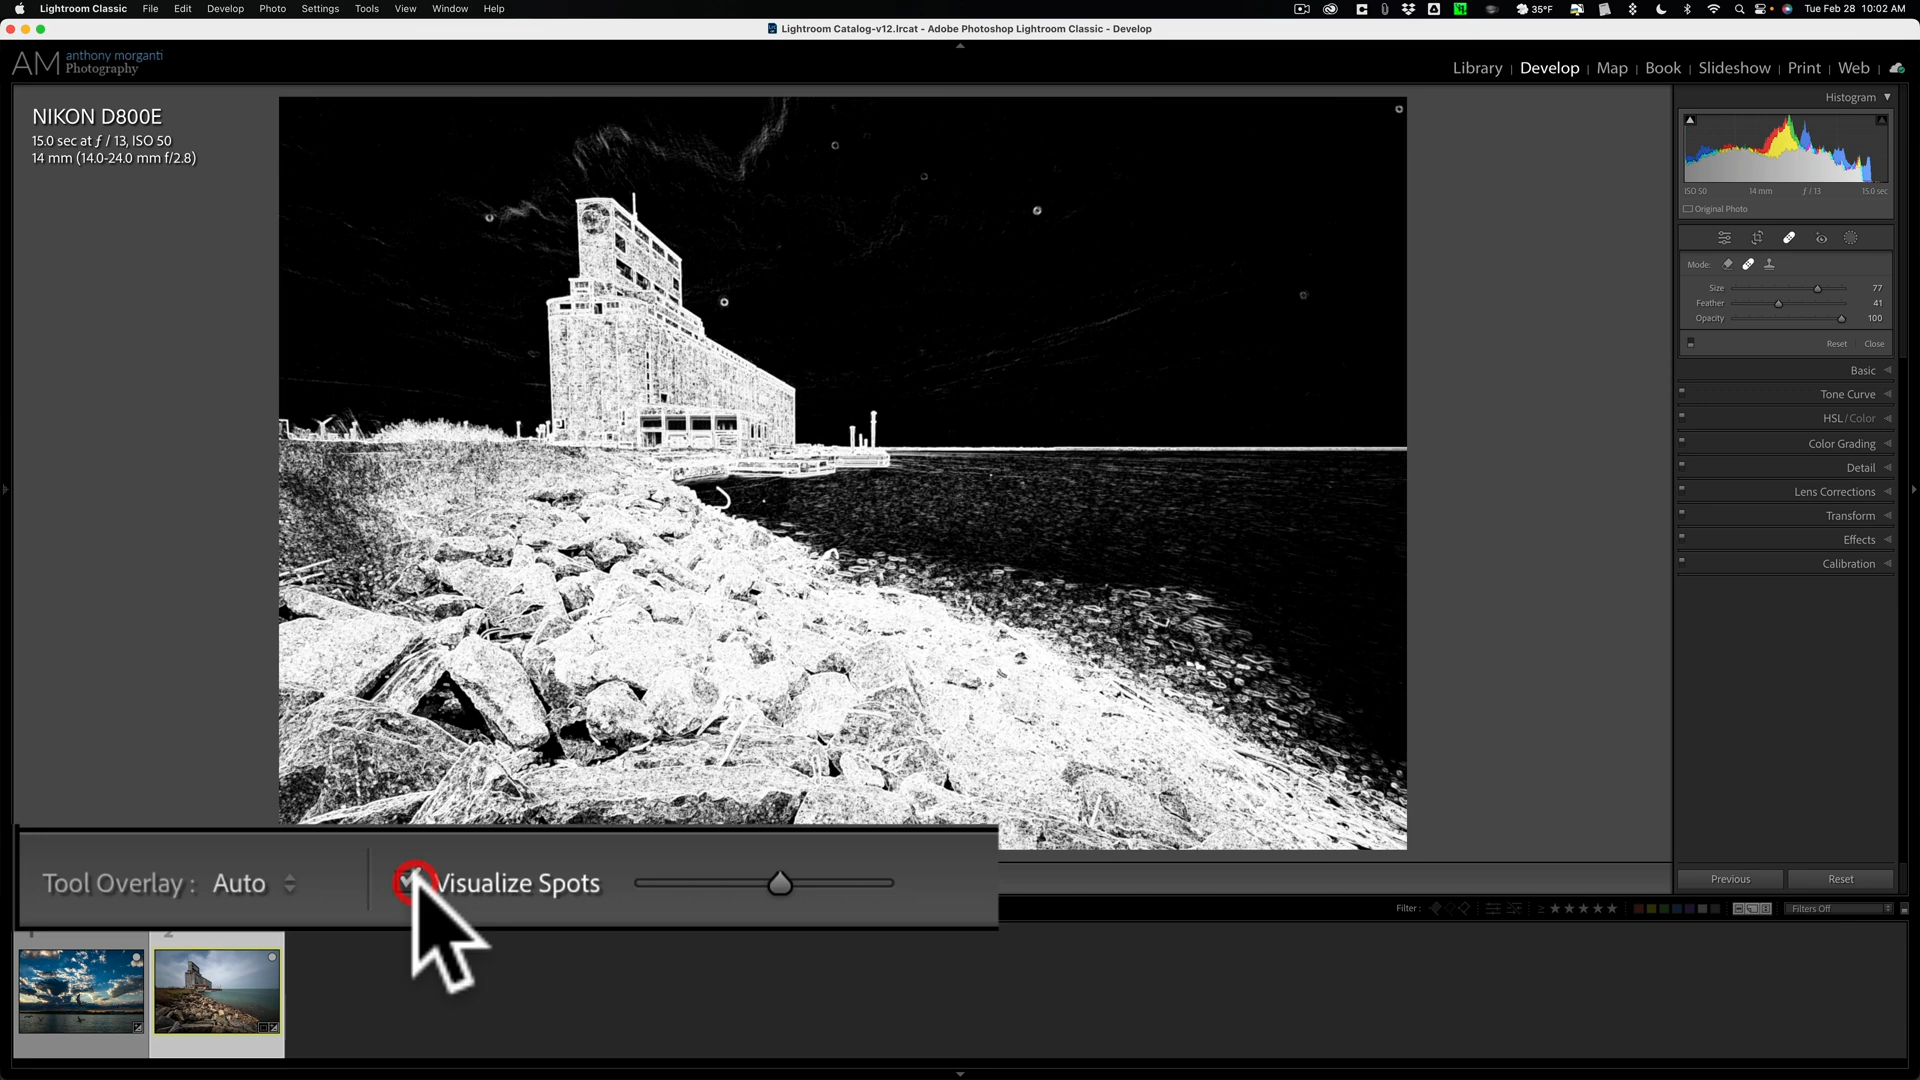 Lightroom Classic File Edit Develop Photo Settings Tools View Window Help
35°F Tue Feb 28 10:02 AM
Lightroom Catalog-v12.lrcat - Adobe Photoshop Lightroom Classic - Develop
AM anthony morganti
Photography
Library | Develop | Map | Book | Slideshow | Print | Web |
NIKON D800E
15.0 sec at ƒ / 13, ISO 50
14 mm (14.0-24.0 mm f/2.8)
Histogram
ISO 50 14 mm ƒ / 13 15.0 sec
Original Photo
Mode:
Size 77
Feather 41
Opacity 100
Reset Close
Basic
Tone Curve
HSL / Color
Color Grading
Detail
Lens Corrections
Transform
Effects
Calibration
Tool Overlay : Auto Visualize Spots
Previous Reset
Filter : Filters Off
1 2